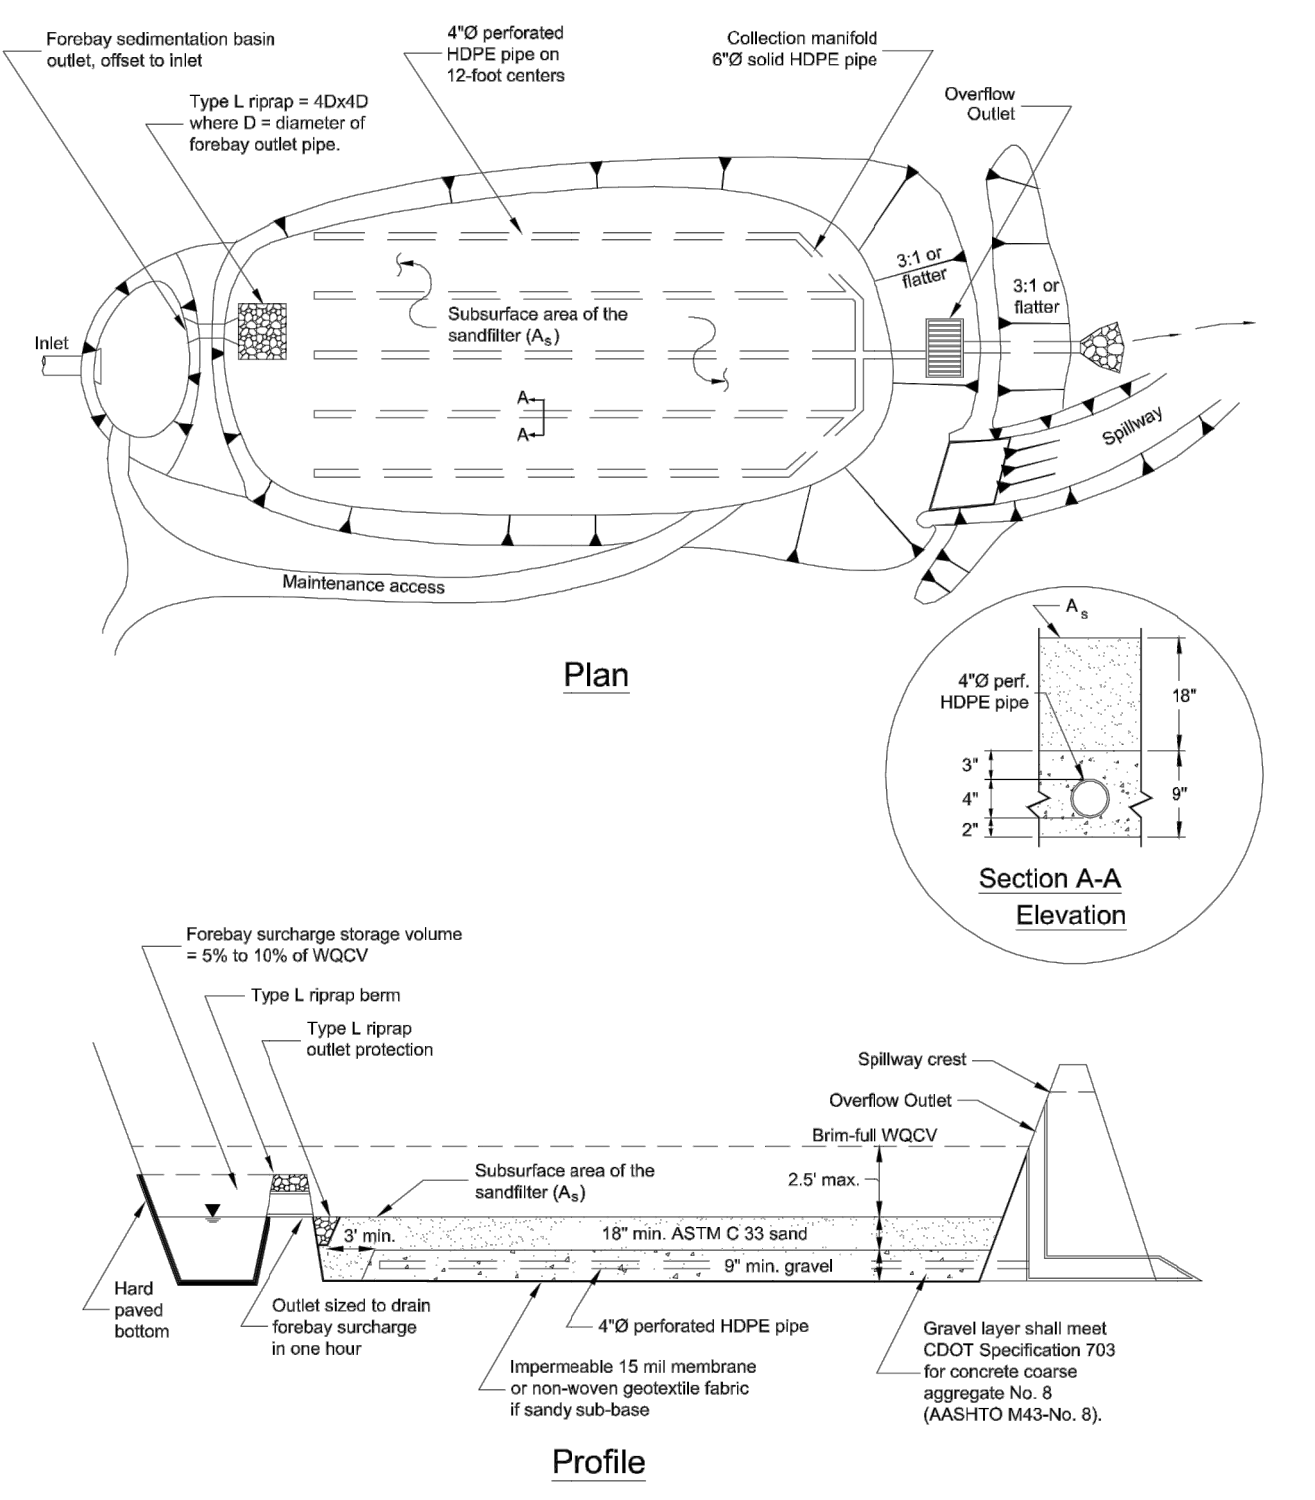 Forebay sedimentation basin
outlet, offset to inlet
4"Ø perforated
HDPE pipe on
12-foot centers
Collection manifold
6"Ø solid HDPE pipe
Overflow
Outlet
Type L riprap = 4Dx4D
where D = diameter of
forebay outlet pipe.
3:1 or
flatter
3:1 or
flatter
Subsurface area of the
sandfilter (As)
Inlet
A
A
Spillway
Maintenance access
Plan
As
4"Ø perf.
HDPE pipe
18"
3"
4"
2"
9"
Section A-A
Elevation
Forebay surcharge storage volume
= 5% to 10% of WQCV
Type L riprap berm
Type L riprap
outlet protection
Spillway crest
Overflow Outlet
Brim-full WQCV
Subsurface area of the
sandfilter (As)
2.5' max.
3' min.
18" min. ASTM C 33 sand
9" min. gravel
Hard
paved
bottom
Outlet sized to drain
forebay surcharge
in one hour
4"Ø perforated HDPE pipe
Impermeable 15 mil membrane
or non-woven geotextile fabric
if sandy sub-base
Gravel layer shall meet
CDOT Specification 703
for concrete coarse
aggregate No. 8
(AASHTO M43-No. 8).
Profile